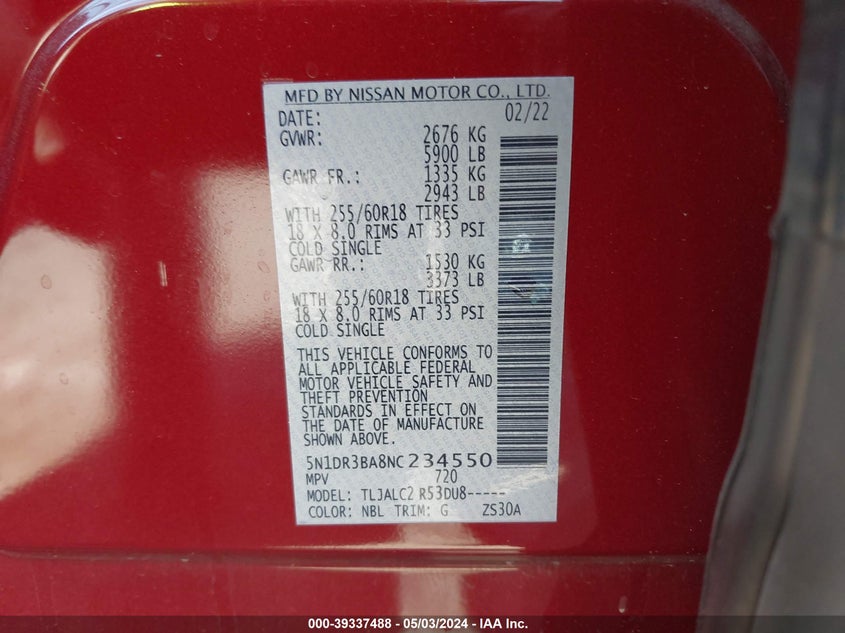 MFD BY NISSAN MOTOR CO., LTD.
DATE: 02/22
GVWR: 2676 KG
5900 LB
GAWR FR.: 1335 KG
2943 LB
WITH 255/60R18 TIRES
18 X 8.0 RIMS AT 33 PSI
COLD SINGLE
GAWR RR.: 1530 KG
3373 LB
WITH 255/60R18 TIRES
18 X 8.0 RIMS AT 33 PSI
COLD SINGLE
THIS VEHICLE CONFORMS TO
ALL APPLICABLE FEDERAL
MOTOR VEHICLE SAFETY AND
THEFT PREVENTION
STANDARDS IN EFFECT ON
THE DATE OF MANUFACTURE
SHOWN ABOVE.
5N1DR3BA8NC234550
MPV 720
MODEL: TLJALC2 R53DU8-----
COLOR: NBL TRIM: G ZS30A
000-39337488 - 05/03/2024 - IAA Inc.